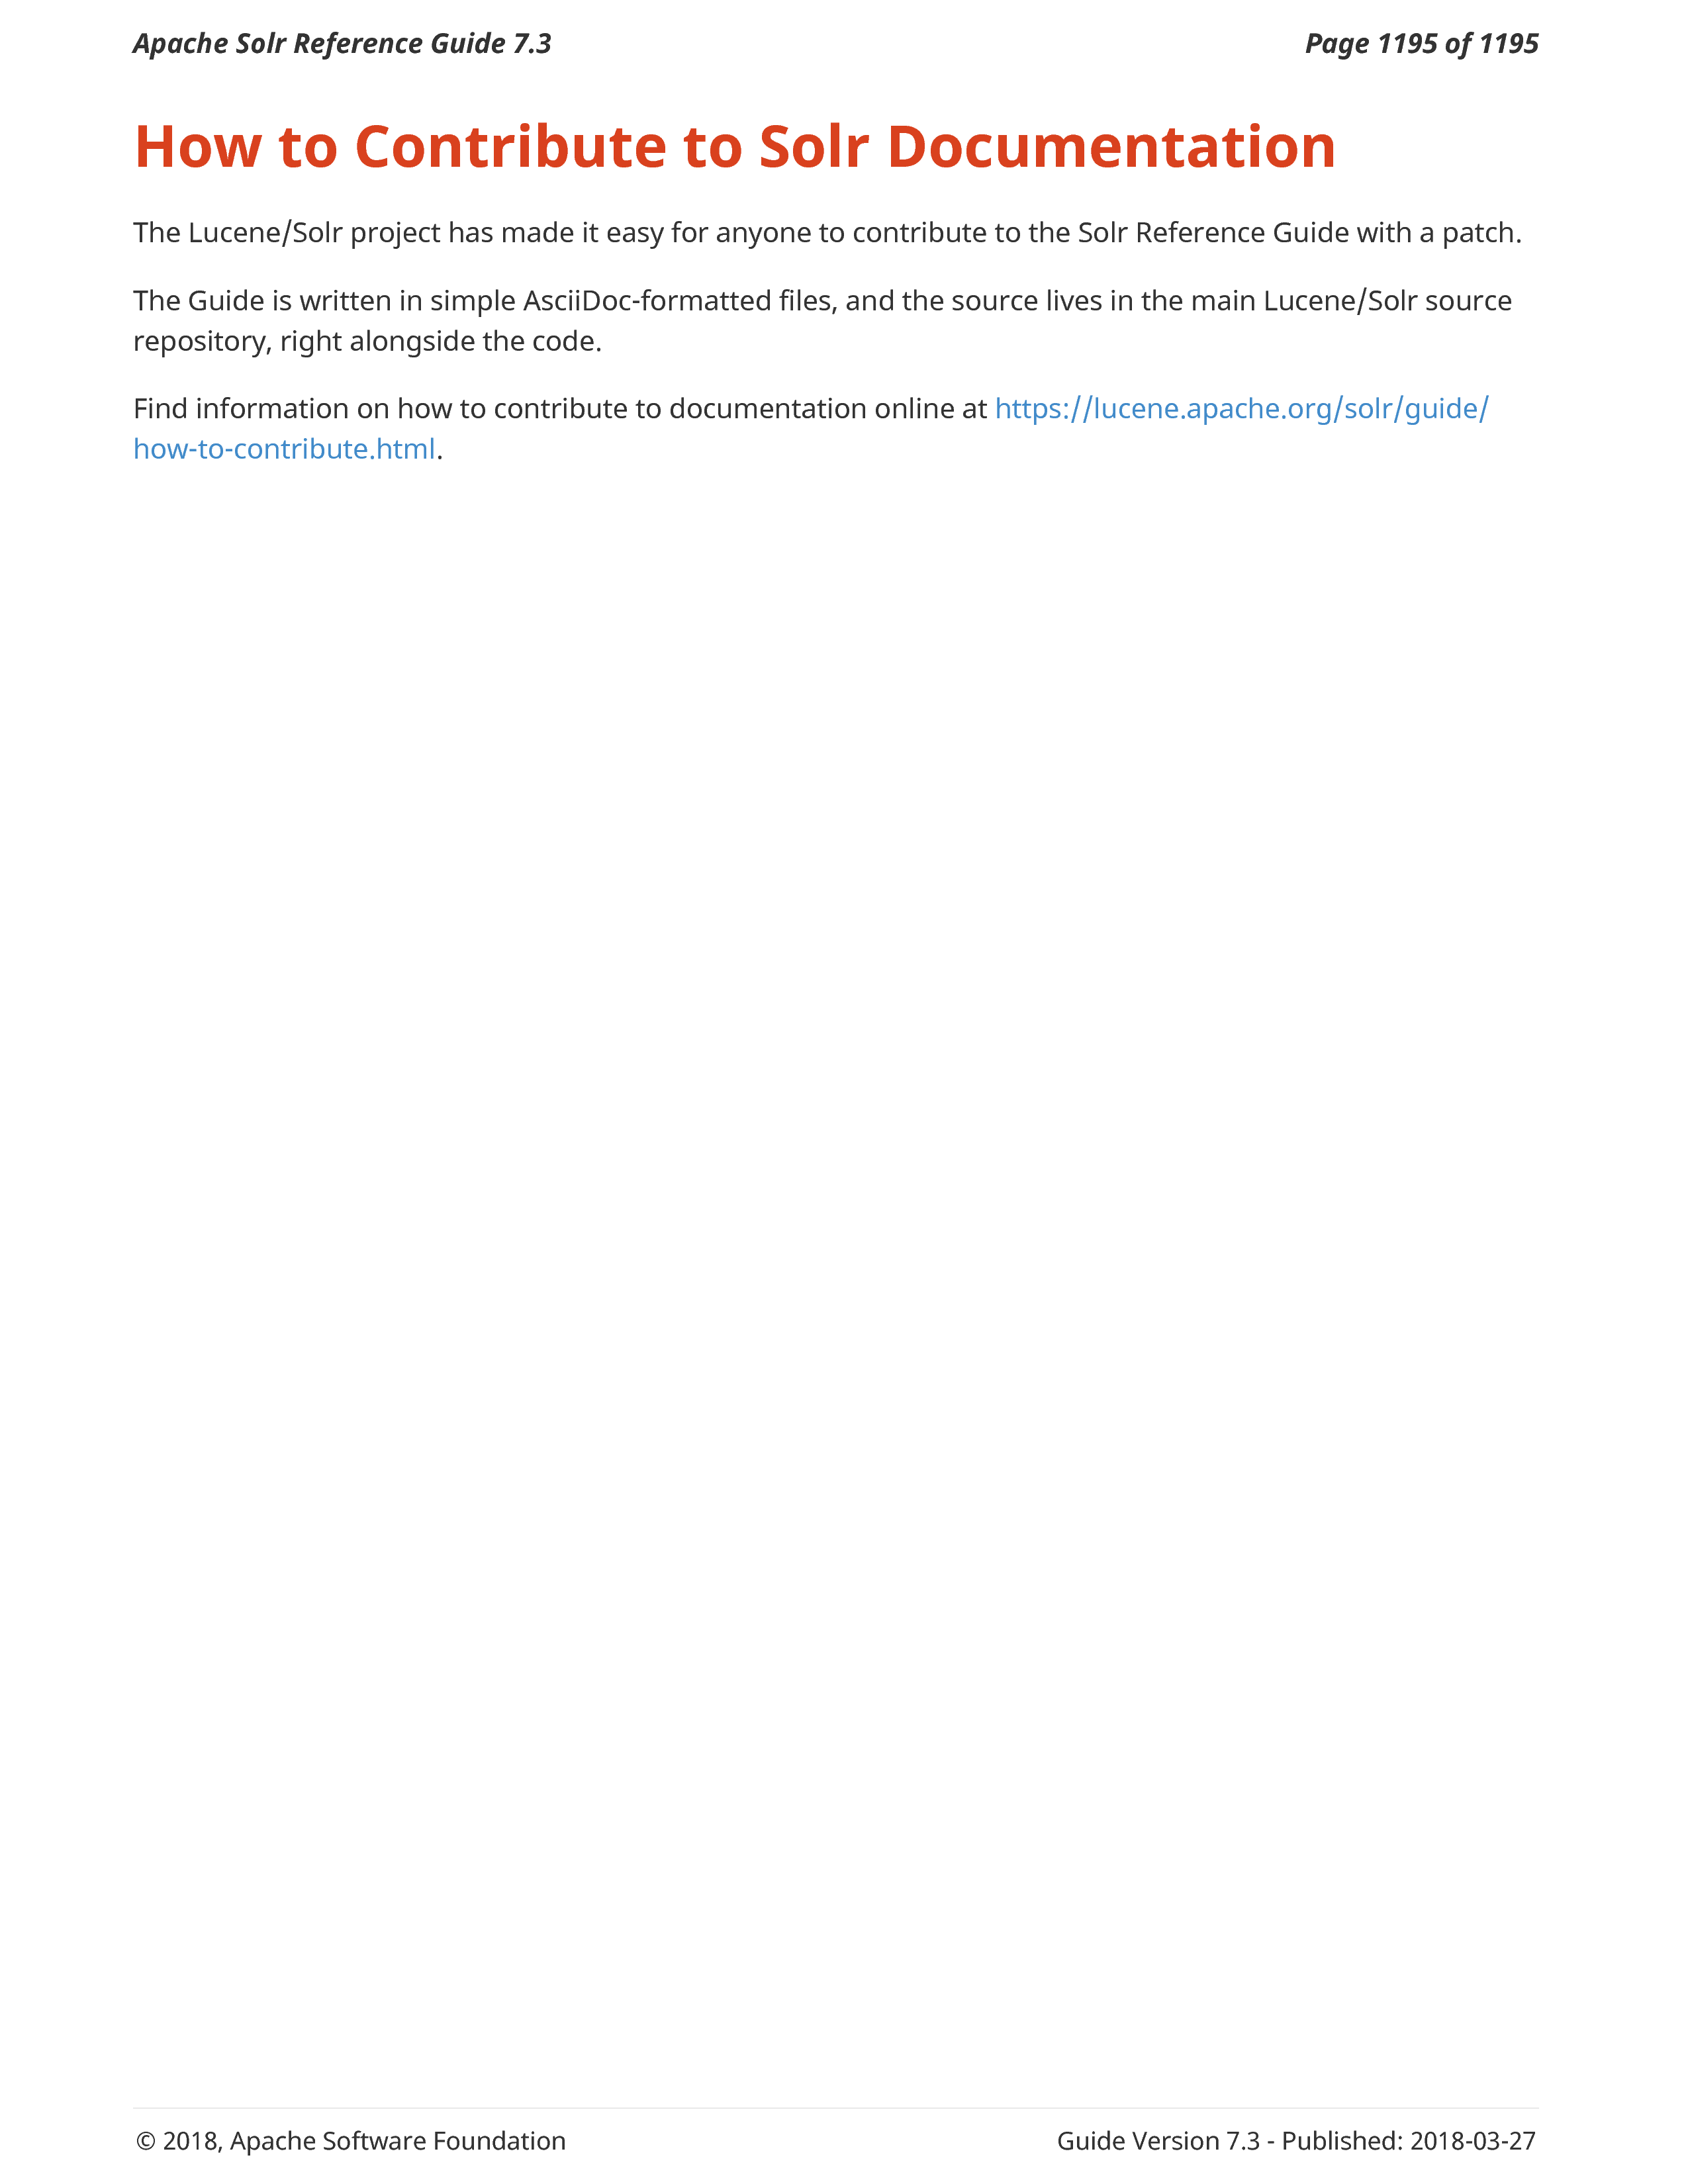 Apache Solr Reference Guide 7.3
Page 1195 of 1195
How to Contribute to Solr Documentation
The Lucene/Solr project has made it easy for anyone to contribute to the Solr Reference Guide with a patch.
The Guide is written in simple AsciiDoc-formatted files, and the source lives in the main Lucene/Solr source
repository, right alongside the code.
Find information on how to contribute to documentation online at https://lucene.apache.org/solr/guide/
how-to-contribute.html.
© 2018, Apache Software Foundation
Guide Version 7.3 - Published: 2018-03-27